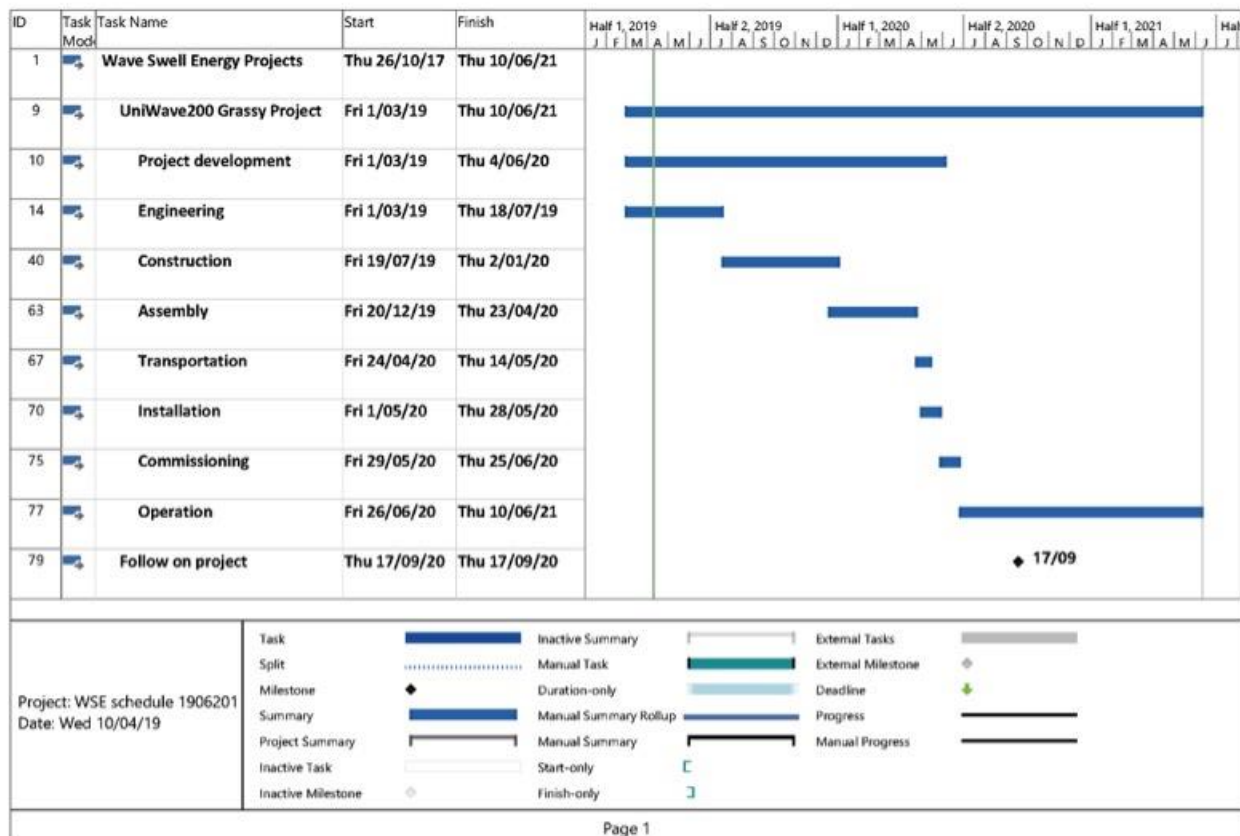 ID Task Mode Task Name Start Finish Half 1, 2019 Half 2, 2019 Half 1, 2020 Half 2, 2020 Half 1, 2021 Hal
J F M A M J J A S O N D J F M A M J J A S O N D J F M A M J J
1 Wave Swell Energy Projects Thu 26/10/17 Thu 10/06/21
9 UniWave200 Grassy Project Fri 1/03/19 Thu 10/06/21
10 Project development Fri 1/03/19 Thu 4/06/20
14 Engineering Fri 1/03/19 Thu 18/07/19
40 Construction Fri 19/07/19 Thu 2/01/20
63 Assembly Fri 20/12/19 Thu 23/04/20
67 Transportation Fri 24/04/20 Thu 14/05/20
70 Installation Fri 1/05/20 Thu 28/05/20
75 Commissioning Fri 29/05/20 Thu 25/06/20
77 Operation Fri 26/06/20 Thu 10/06/21
79 Follow on project Thu 17/09/20 Thu 17/09/20 17/09
Project: WSE schedule 1906201
Date: Wed 10/04/19
Task Inactive Summary External Tasks
Split Manual Task External Milestone
Milestone Duration-only Deadline
Summary Manual Summary Rollup Progress
Project Summary Manual Summary Manual Progress
Inactive Task Start-only
Inactive Milestone Finish-only
Page 1